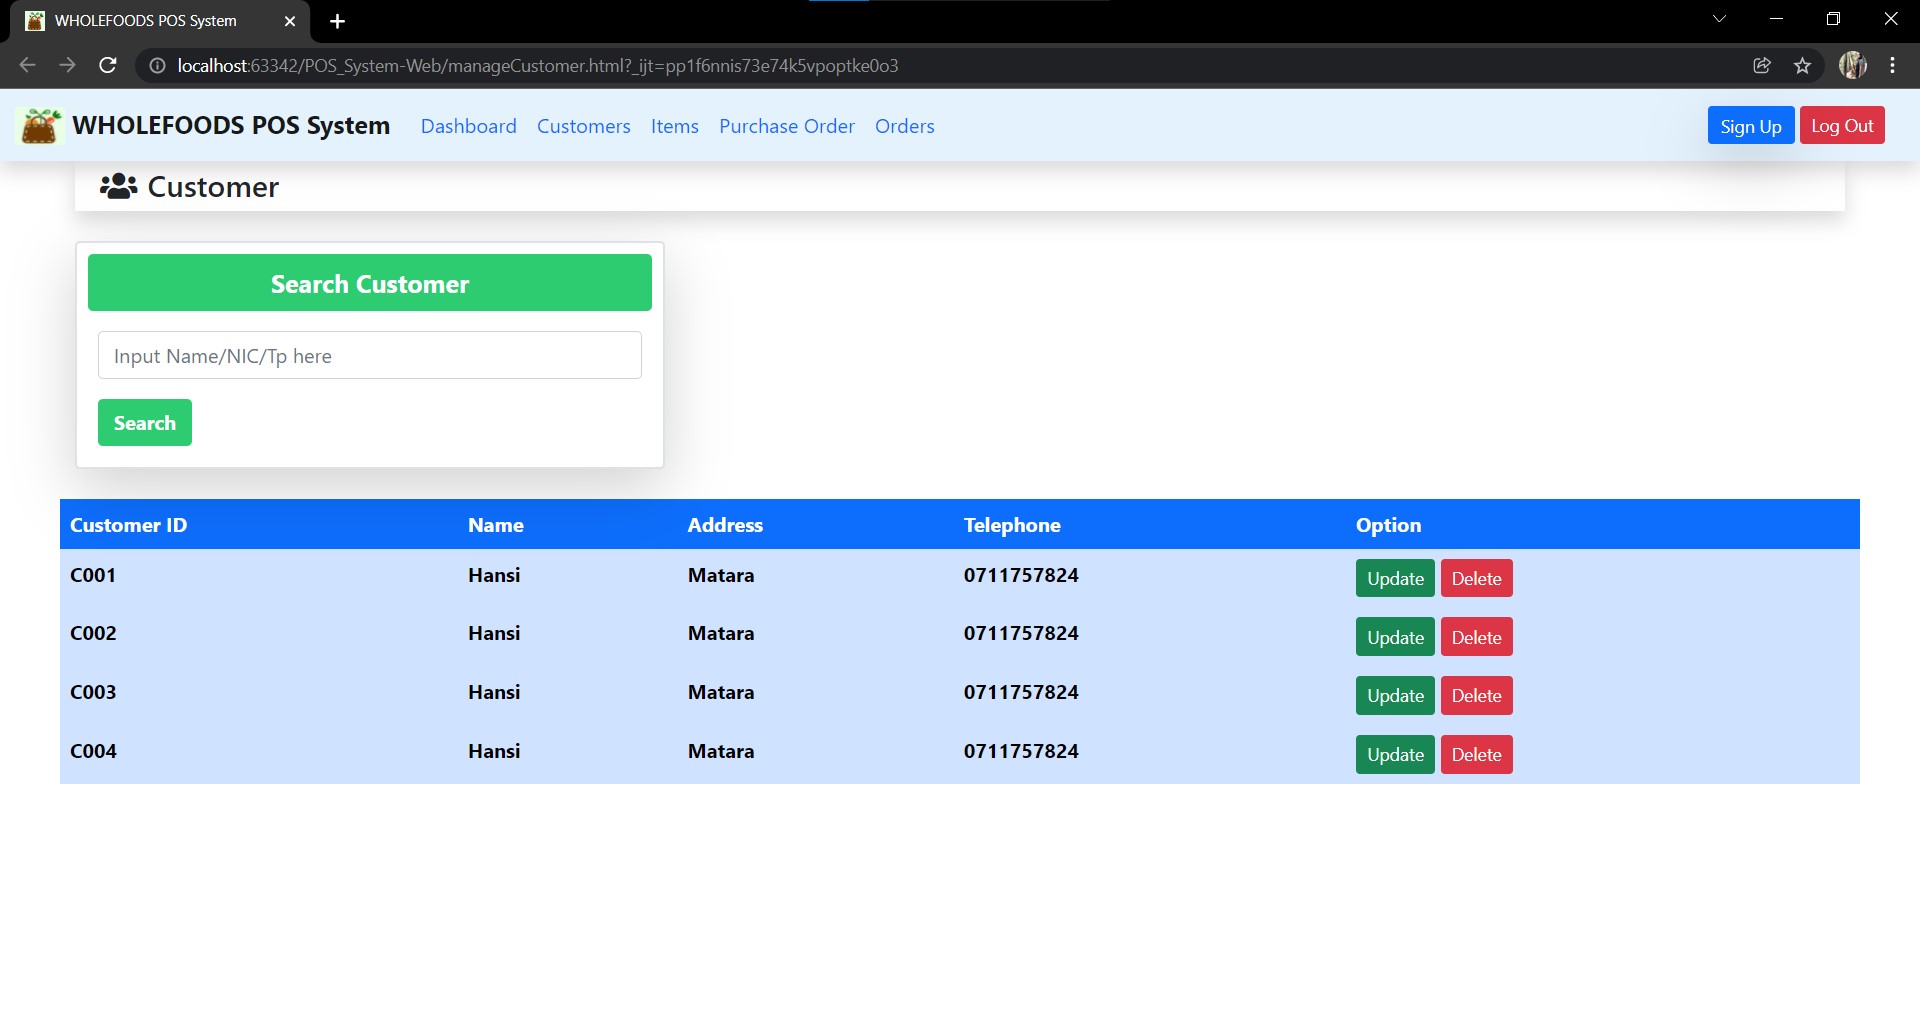 WHOLEFOODS POS System
localhost:63342/POS_System-Web/manageCustomer.html?_ijt=pp1f6nnis73e74k5vpoptke0o3
WHOLEFOODS POS System Dashboard Customers Items Purchase Order Orders Sign Up Log Out
Customer
Search Customer
Input Name/NIC/Tp here
Search
Customer ID Name Address Telephone Option
C001 Hansi Matara 0711757824 Update Delete
C002 Hansi Matara 0711757824 Update Delete
C003 Hansi Matara 0711757824 Update Delete
C004 Hansi Matara 0711757824 Update Delete